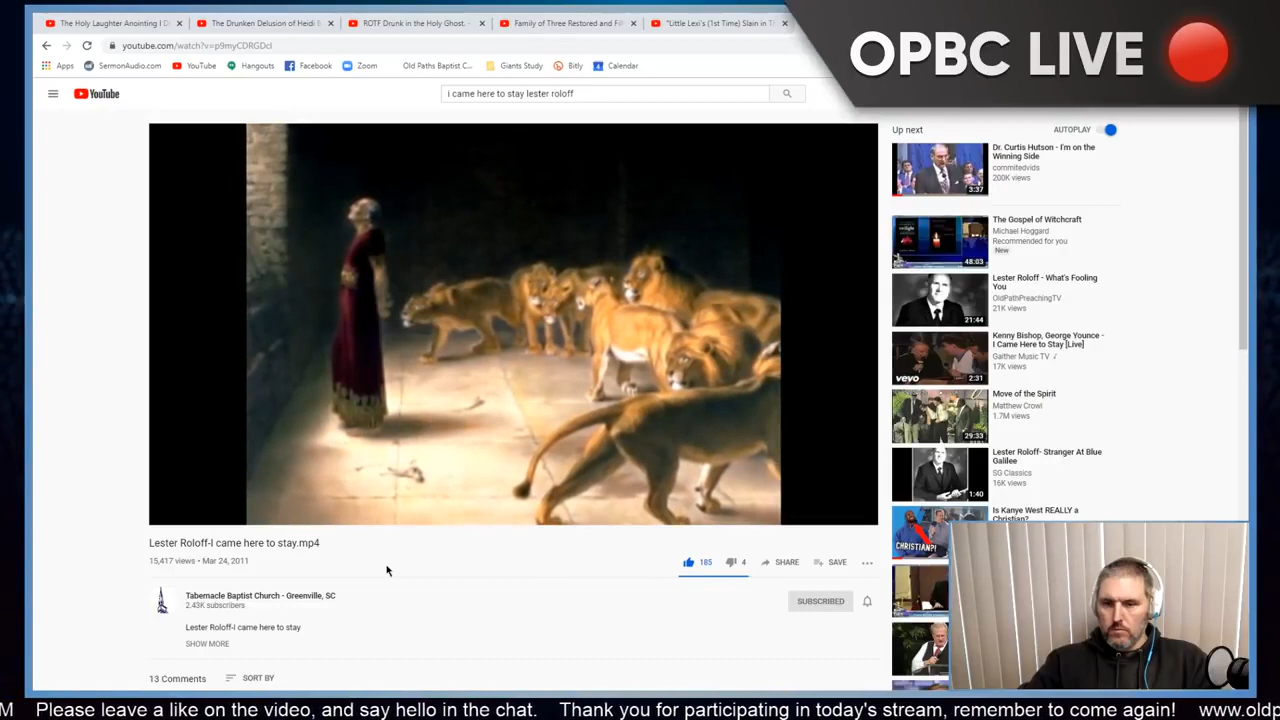 The Holy Laughter Anointing I D
The Drunken Delusion of Heidi B
ROTF Drunk in the Holy Ghost. -
Family of Three Restored and Fil
"Little Lexi's (1st Time) Slain in T
OPBC LIVE
youtube.com/watch?v=p9myCDRGDcI
Apps
SermonAudio.com
YouTube
Hangouts
Facebook
Zoom
Old Paths Baptist C...
Giants Study
Bitly
Calendar
YouTube
i came here to stay lester roloff
Up next
AUTOPLAY
Dr. Curtis Hutson - I'm on the
Winning Side
commitedvids
200K views
3:37
The Gospel of Witchcraft
Michael Hoggard
Recommended for you
New
48:03
Lester Roloff - What's Fooling
You
OldPathPreachingTV
21K views
21:44
Kenny Bishop, George Younce -
I Came Here to Stay [Live]
Gaither Music TV
17K views
vevo
2:31
Move of the Spirit
Matthew Crowl
1.7M views
29:33
Lester Roloff- Stranger At Blue
Galilee
SG Classics
16K views
1:40
Is Kanye West REALLY a
Christian?
CHRISTIAN?!
Lester Roloff-I came here to stay.mp4
15,417 views • Mar 24, 2011
185
4
SHARE
SAVE
Tabernacle Baptist Church - Greenville, SC
2.43K subscribers
SUBSCRIBED
Lester Roloff-I came here to stay
SHOW MORE
13 Comments
SORT BY
M Please leave a like on the video, and say hello in the chat. Thank you for participating in today's stream, remember to come again! www.oldp